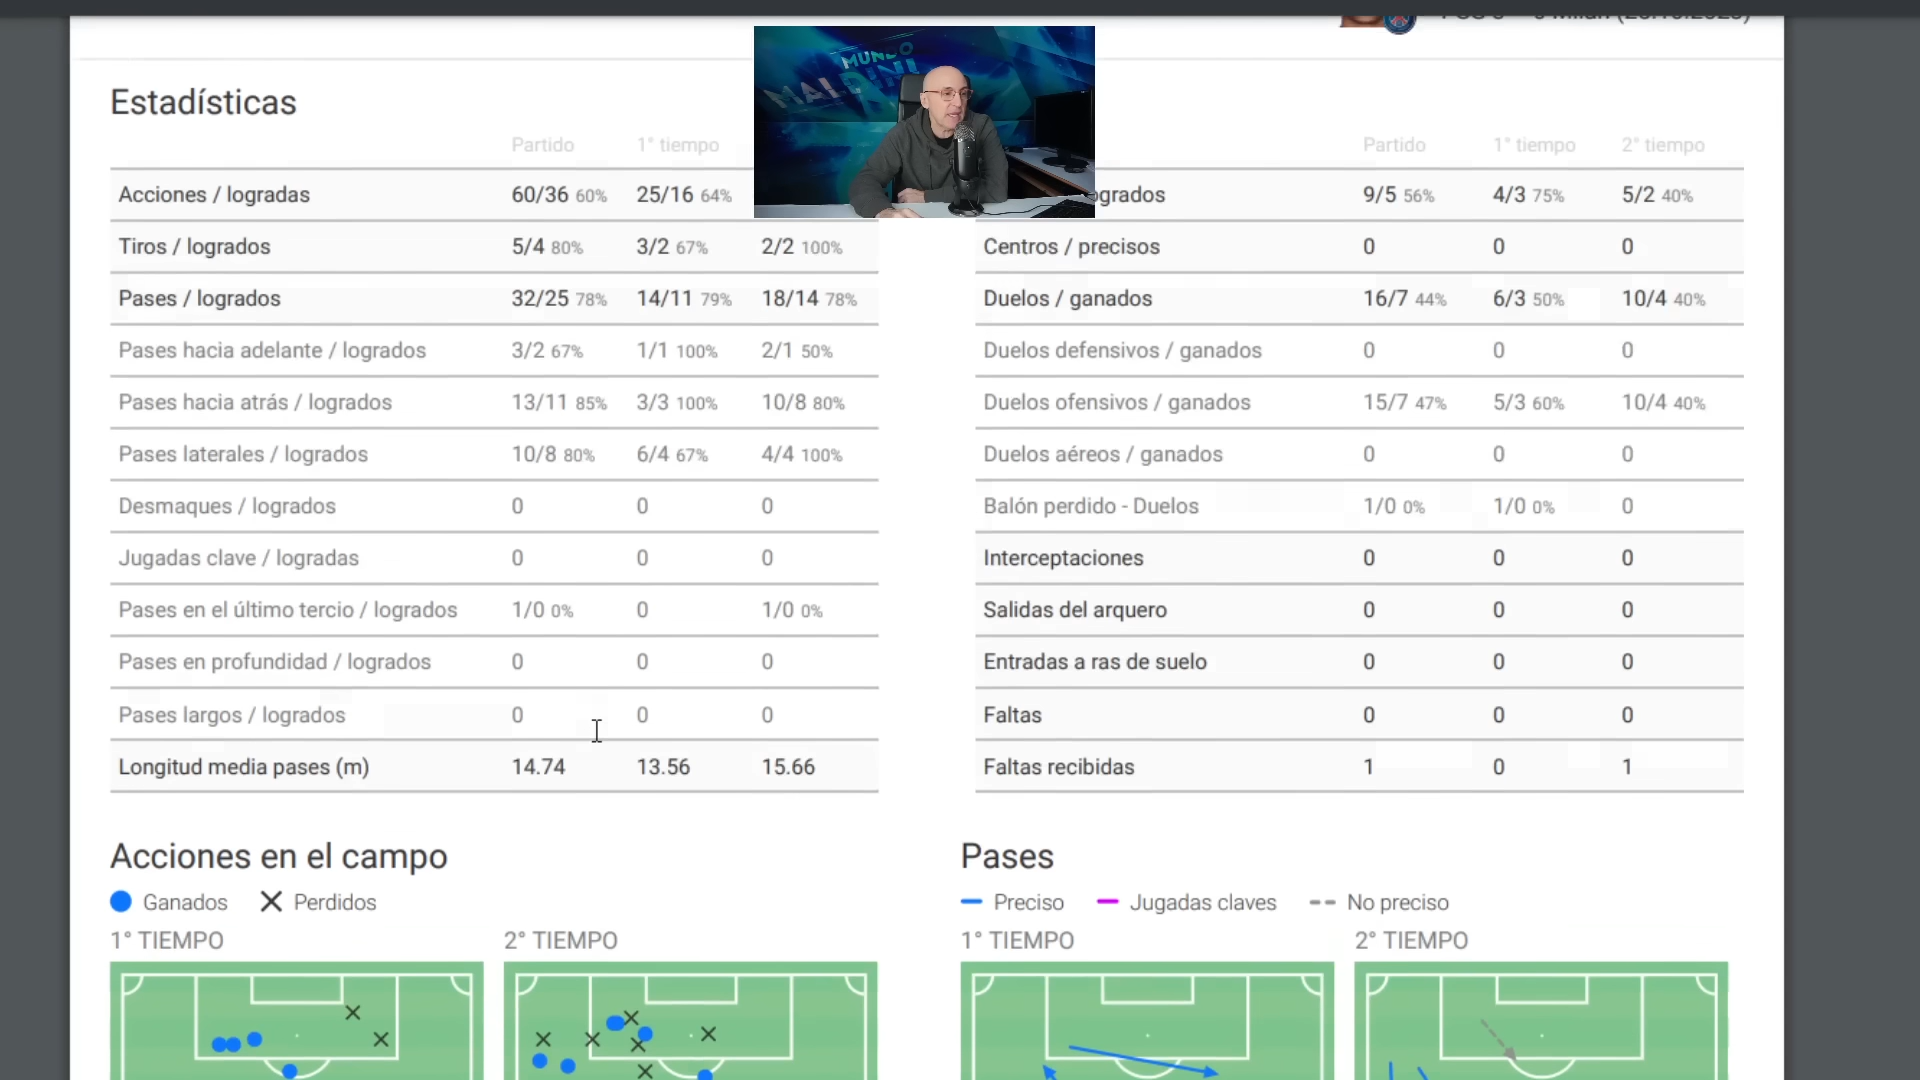 MUNDO
MALDINI
Estadísticas
Partido 1° tiempo
Acciones / logradas 60/36 60% 25/16 64%
Tiros / logrados 5/4 80% 3/2 67% 2/2 100%
Pases / logrados 32/25 78% 14/11 79% 18/14 78%
Pases hacia adelante / logrados 3/2 67% 1/1 100% 2/1 50%
Pases hacia atrás / logrados 13/11 85% 3/3 100% 10/8 80%
Pases laterales / logrados 10/8 80% 6/4 67% 4/4 100%
Desmaques / logrados 0 0 0
Jugadas clave / logradas 0 0 0
Pases en el último tercio / logrados 1/0 0% 0 1/0 0%
Pases en profundidad / logrados 0 0 0
Pases largos / logrados 0 0 0
Longitud media pases (m) 14.74 13.56 15.66
Partido 1° tiempo 2° tiempo
ogrados 9/5 56% 4/3 75% 5/2 40%
Centros / precisos 0 0 0
Duelos / ganados 16/7 44% 6/3 50% 10/4 40%
Duelos defensivos / ganados 0 0 0
Duelos ofensivos / ganados 15/7 47% 5/3 60% 10/4 40%
Duelos aéreos / ganados 0 0 0
Balón perdido - Duelos 1/0 0% 1/0 0% 0
Interceptaciones 0 0 0
Salidas del arquero 0 0 0
Entradas a ras de suelo 0 0 0
Faltas 0 0 0
Faltas recibidas 1 0 1
Acciones en el campo
Ganados Perdidos
1° TIEMPO 2° TIEMPO
Pases
Preciso Jugadas claves No preciso
1° TIEMPO 2° TIEMPO